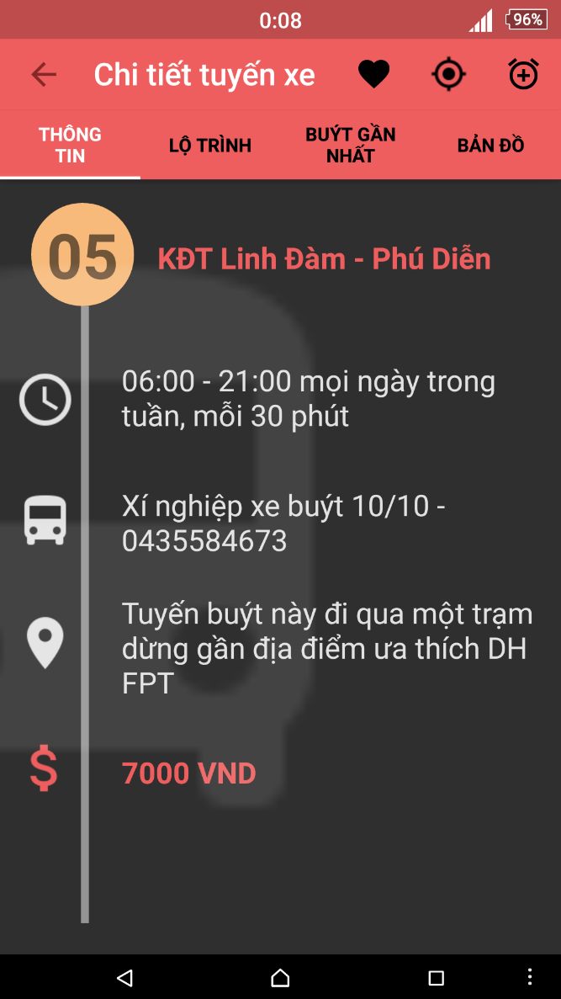 0:08
96%
Chi tiết tuyến xe
THÔNG
TIN
LỘ TRÌNH
BUÝT GẦN
NHẤT
BẢN ĐỒ
05
KĐT Linh Đàm - Phú Diễn
06:00 - 21:00 mọi ngày trong
tuần, mỗi 30 phút
Xí nghiệp xe buýt 10/10 -
0435584673
Tuyến buýt này đi qua một trạm
dừng gần địa điểm ưa thích DH
FPT
7000 VND